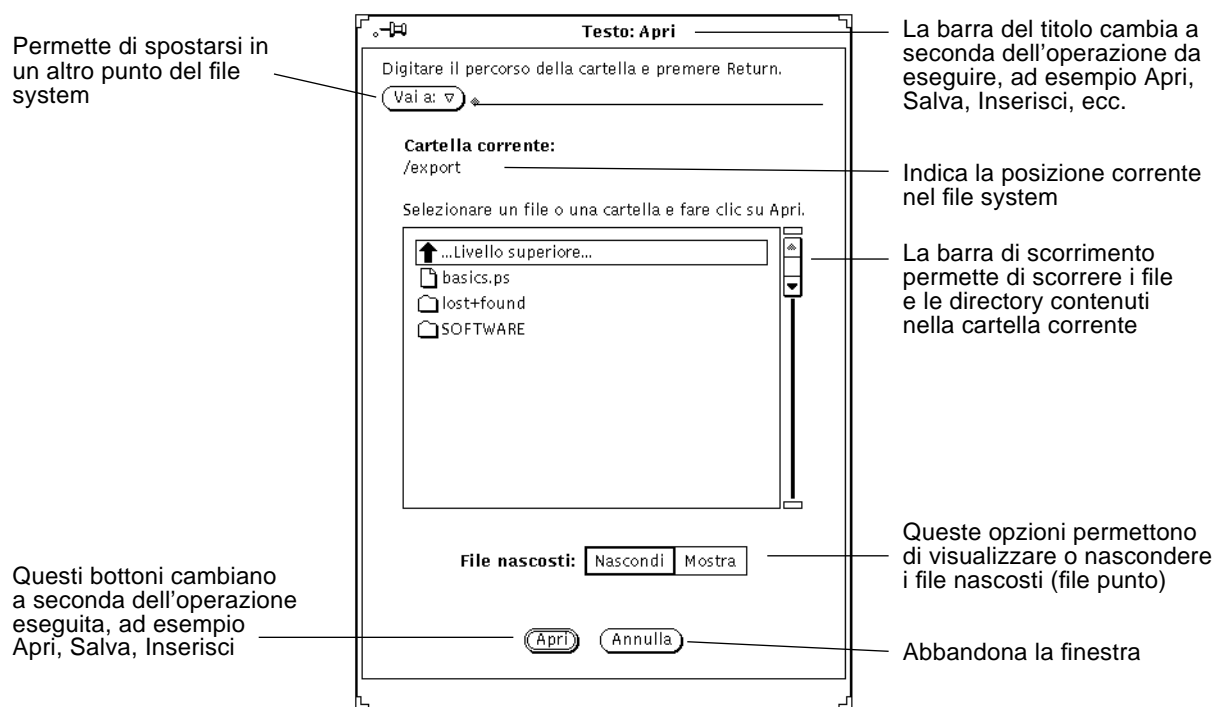 Permette di spostarsi in
un altro punto del file
system
Testo: Apri
La barra del titolo cambia a
seconda dell’operazione da
eseguire, ad esempio Apri,
Salva, Inserisci, ecc.
Digitare il percorso della cartella e premere Return.
Vai a:
Cartella corrente:
/export
Indica la posizione corrente
nel file system
Selezionare un file o una cartella e fare clic su Apri.
...Livello superiore...
basics.ps
lost+found
SOFTWARE
La barra di scorrimento
permette di scorrere i file
e le directory contenuti
nella cartella corrente
File nascosti: Nascondi Mostra
Queste opzioni permettono
di visualizzare o nascondere
i file nascosti (file punto)
Questi bottoni cambiano
a seconda dell’operazione
eseguita, ad esempio
Apri, Salva, Inserisci
Apri Annulla
Abbandona la finestra